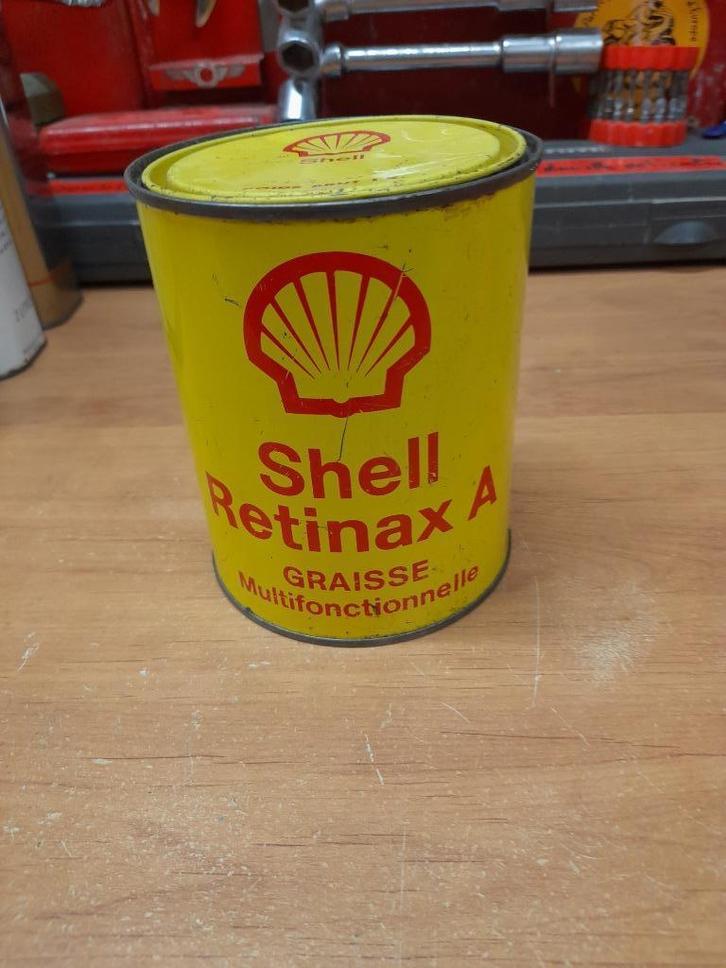 Shell
Shell
Retinax A
GRAISSE
Multifonctionnelle